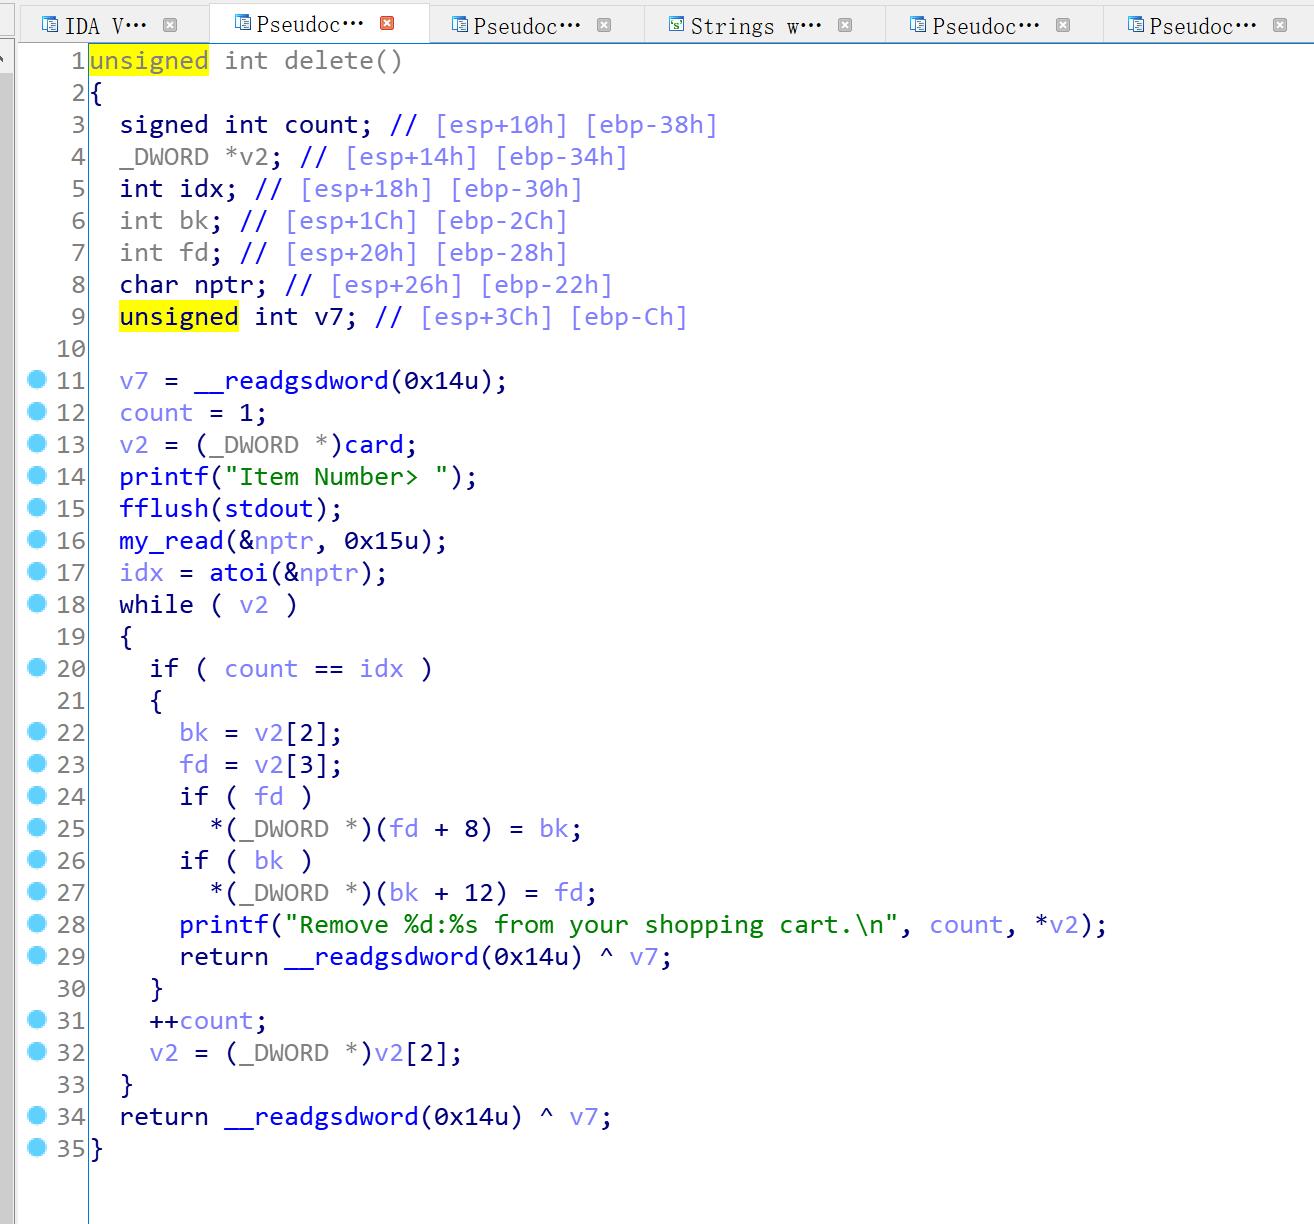 IDA V··· Pseudoc··· Pseudoc··· Strings w··· Pseudoc··· Pseudoc···
1 unsigned int delete()
2 {
3 signed int count; // [esp+10h] [ebp-38h]
4 _DWORD *v2; // [esp+14h] [ebp-34h]
5 int idx; // [esp+18h] [ebp-30h]
6 int bk; // [esp+1Ch] [ebp-2Ch]
7 int fd; // [esp+20h] [ebp-28h]
8 char nptr; // [esp+26h] [ebp-22h]
9 unsigned int v7; // [esp+3Ch] [ebp-Ch]
10
11 v7 = __readgsdword(0x14u);
12 count = 1;
13 v2 = (_DWORD *)card;
14 printf("Item Number> ");
15 fflush(stdout);
16 my_read(&nptr, 0x15u);
17 idx = atoi(&nptr);
18 while ( v2 )
19 {
20 if ( count == idx )
21 {
22 bk = v2[2];
23 fd = v2[3];
24 if ( fd )
25 *(_DWORD *)(fd + 8) = bk;
26 if ( bk )
27 *(_DWORD *)(bk + 12) = fd;
28 printf("Remove %d:%s from your shopping cart.\n", count, *v2);
29 return __readgsdword(0x14u) ^ v7;
30 }
31 ++count;
32 v2 = (_DWORD *)v2[2];
33 }
34 return __readgsdword(0x14u) ^ v7;
35 }